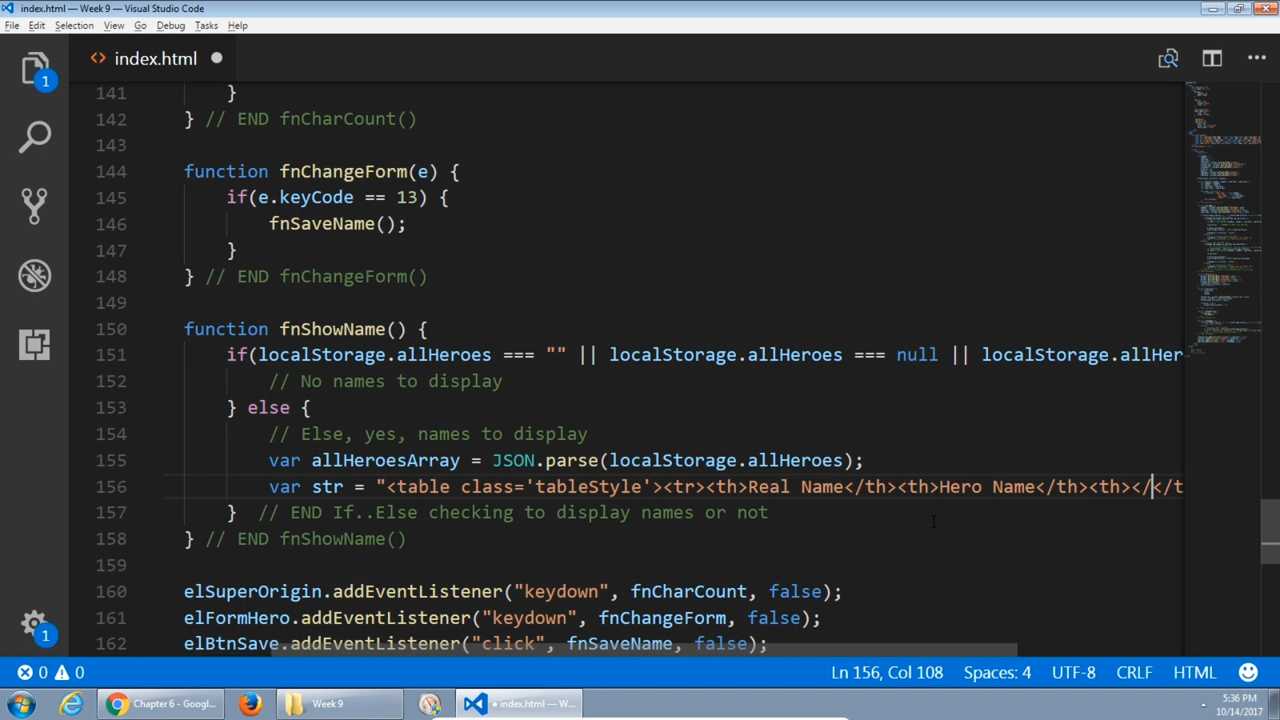 index.html — Week 9 — Visual Studio Code
File Edit Selection View Go Debug Tasks Help
1
<> index.html
141 }
142 } // END fnCharCount()
143
144 function fnChangeForm(e) {
145 if(e.keyCode == 13) {
146 fnSaveName();
147 }
148 } // END fnChangeForm()
149
150 function fnShowName() {
151 if(localStorage.allHeroes === "" || localStorage.allHeroes === null || localStorage.allHer
152 // No names to display
153 } else {
154 // Else, yes, names to display
155 var allHeroesArray = JSON.parse(localStorage.allHeroes);
156 var str = "<table class='tableStyle'><tr><th>Real Name</th><th>Hero Name</th><th></</t
157 } // END If..Else checking to display names or not
158 } // END fnShowName()
159
160 elSuperOrigin.addEventListener("keydown", fnCharCount, false);
161 elFormHero.addEventListener("keydown", fnChangeForm, false);
162 elBtnSave.addEventListener("click", fnSaveName, false);
1
0 0 Ln 156, Col 108 Spaces: 4 UTF-8 CRLF HTML
Chapter 6 - Googl... Week 9 • index.html — W... 5:36 PM
10/14/2017